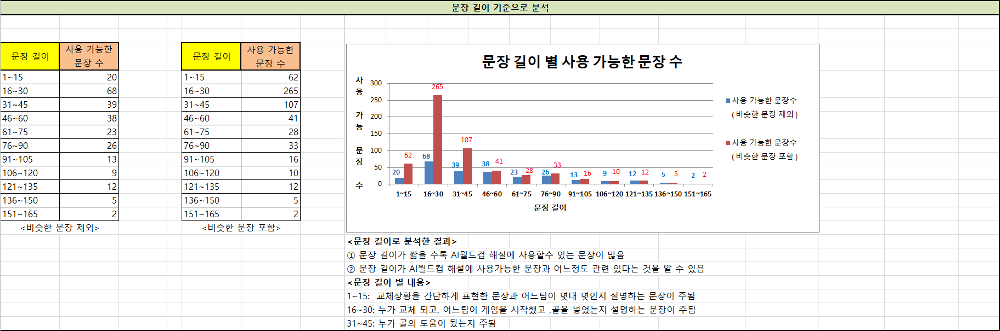 문장 길이 기준으로 분석
문장 길이 사용 가능한 문장 수
1~15 20
16~30 68
31~45 39
46~60 38
61~75 23
76~90 26
91~105 13
106~120 9
121~135 12
136~150 5
151~165 2
<비슷한 문장 제외>
문장 길이 사용 가능한 문장 수
1~15 62
16~30 265
31~45 107
46~60 41
61~75 28
76~90 33
91~105 16
106~120 10
121~135 12
136~150 5
151~165 2
<비슷한 문장 포함>
문장 길이 별 사용 가능한 문장 수
사용 가능 문장 수
300
250
200
150
100
50
0
20 62 68 265 39 107 38 41 23 28 26 33 13 16 9 10 12 12 5 5 2 2
1~15 16~30 31~45 46~60 61~75 76~90 91~105 106~120 121~135 136~150 151~165
문장 길이
사용 가능한 문장수
( 비슷한 문장 제외 )
사용 가능한 문장수
( 비슷한 문장 포함 )
<문장 길이로 분석한 결과>
① 문장 길이가 짧을 수록 AI월드컵 해설에 사용할수 있는 문장이 많음
② 문장 길이가 AI월드컵 해설에 사용가능한 문장과 어느정도 관련 있다는 것을 알 수 있음
<문장 길이 별 내용>
1~15: 교체상황을 간단하게 표현한 문장과 어느팀이 몇대 몇인지 설명하는 문장이 주됨
16~30: 누가 교체 되고, 어느팀이 게임을 시작했고 ,골을 넣었는지 설명하는 문장이 주됨
31~45: 누가 골의 도움이 됬는지 주됨